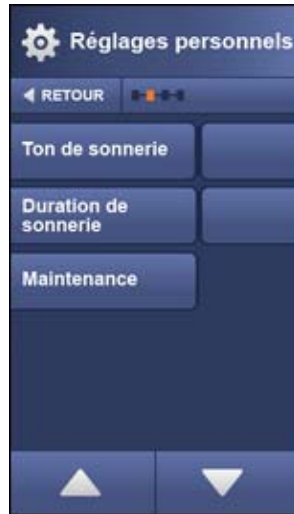 Réglages personnels
RETOUR
Ton de sonnerie
Duration de
sonnerie
Maintenance